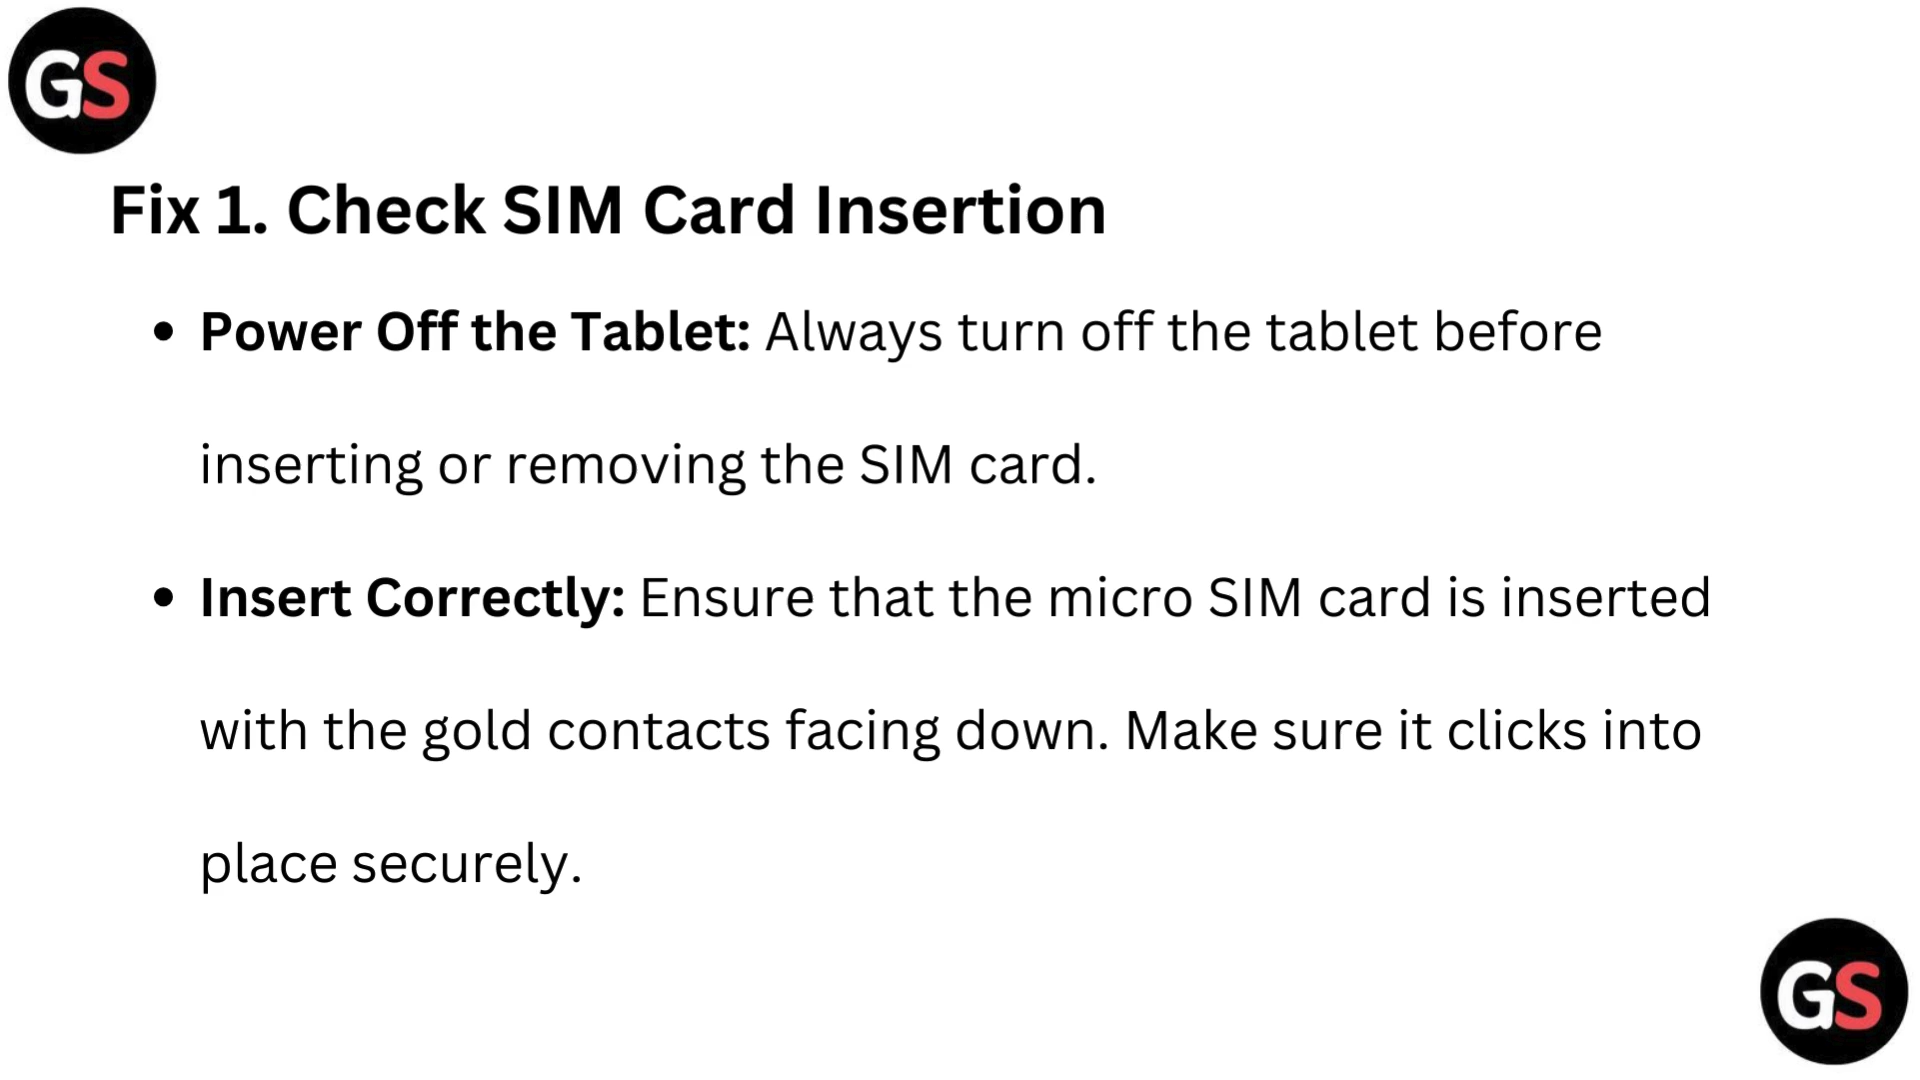 GS
Fix 1. Check SIM Card Insertion
• Power Off the Tablet: Always turn off the tablet before
inserting or removing the SIM card.
• Insert Correctly: Ensure that the micro SIM card is inserted
with the gold contacts facing down. Make sure it clicks into
place securely.
GS